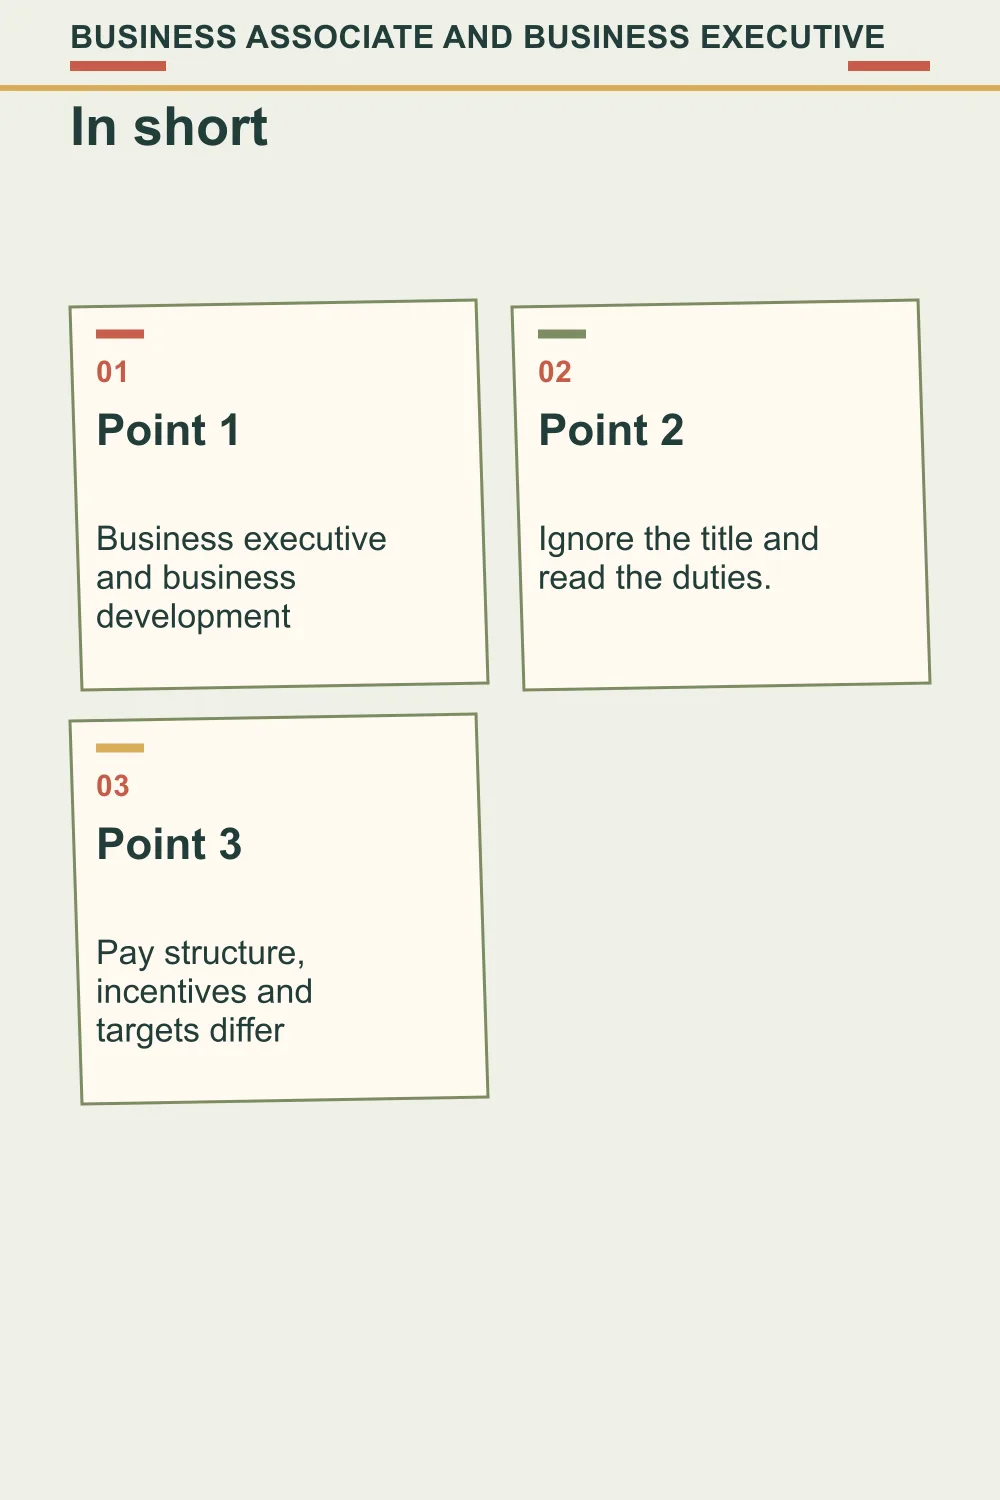 BUSINESS ASSOCIATE AND BUSINESS EXECUTIVE
In short
01
Point 1
Business executive
and business
development
02
Point 2
Ignore the title and
read the duties.
03
Point 3
Pay structure,
incentives and
targets differ